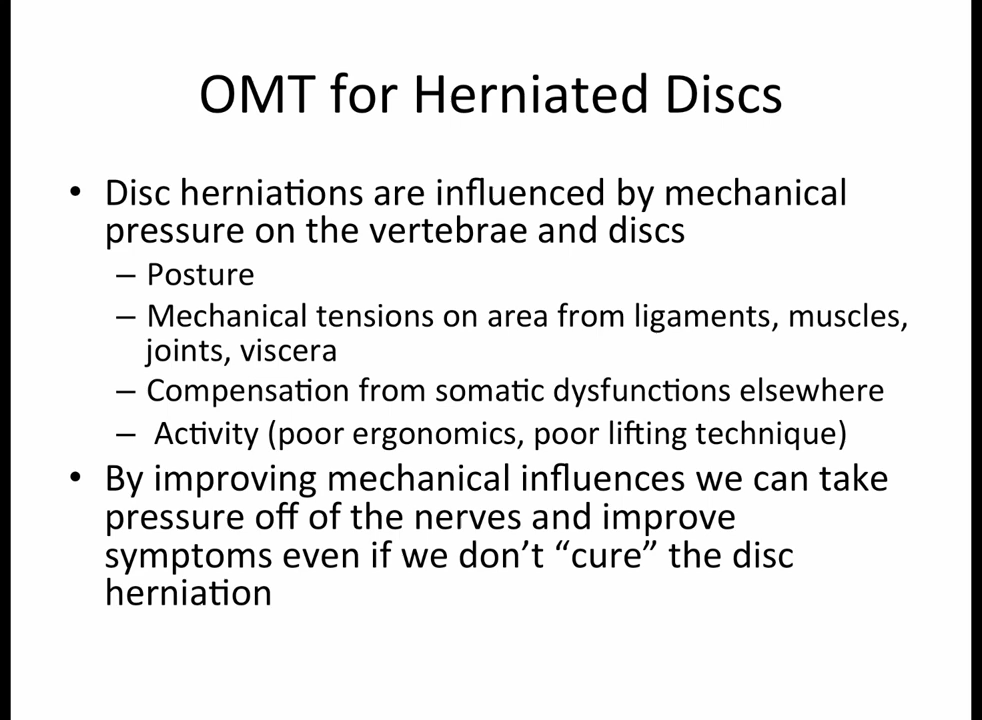 OMT for Herniated Discs
• Disc herniations are influenced by mechanical
pressure on the vertebrae and discs
– Posture
– Mechanical tensions on area from ligaments, muscles,
joints, viscera
– Compensation from somatic dysfunctions elsewhere
– Activity (poor ergonomics, poor lifting technique)
• By improving mechanical influences we can take
pressure off of the nerves and improve
symptoms even if we don’t “cure” the disc
herniation